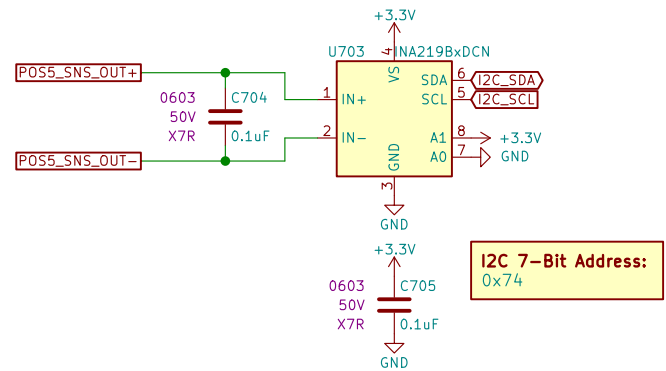 +3.3V
U703 INA219BxDCN
4
VS
POS5_SNS_OUT+
SDA 6 I2C_SDA
0603 C704
1 IN+
SCL 5 I2C_SCL
50V
X7R 0.1uF
2 IN-
A1 8 +3.3V
POS5_SNS_OUT-
GND
A0 7 GND
3
GND
+3.3V
I2C 7-Bit Address:
0x74
0603 C705
50V
X7R 0.1uF
GND